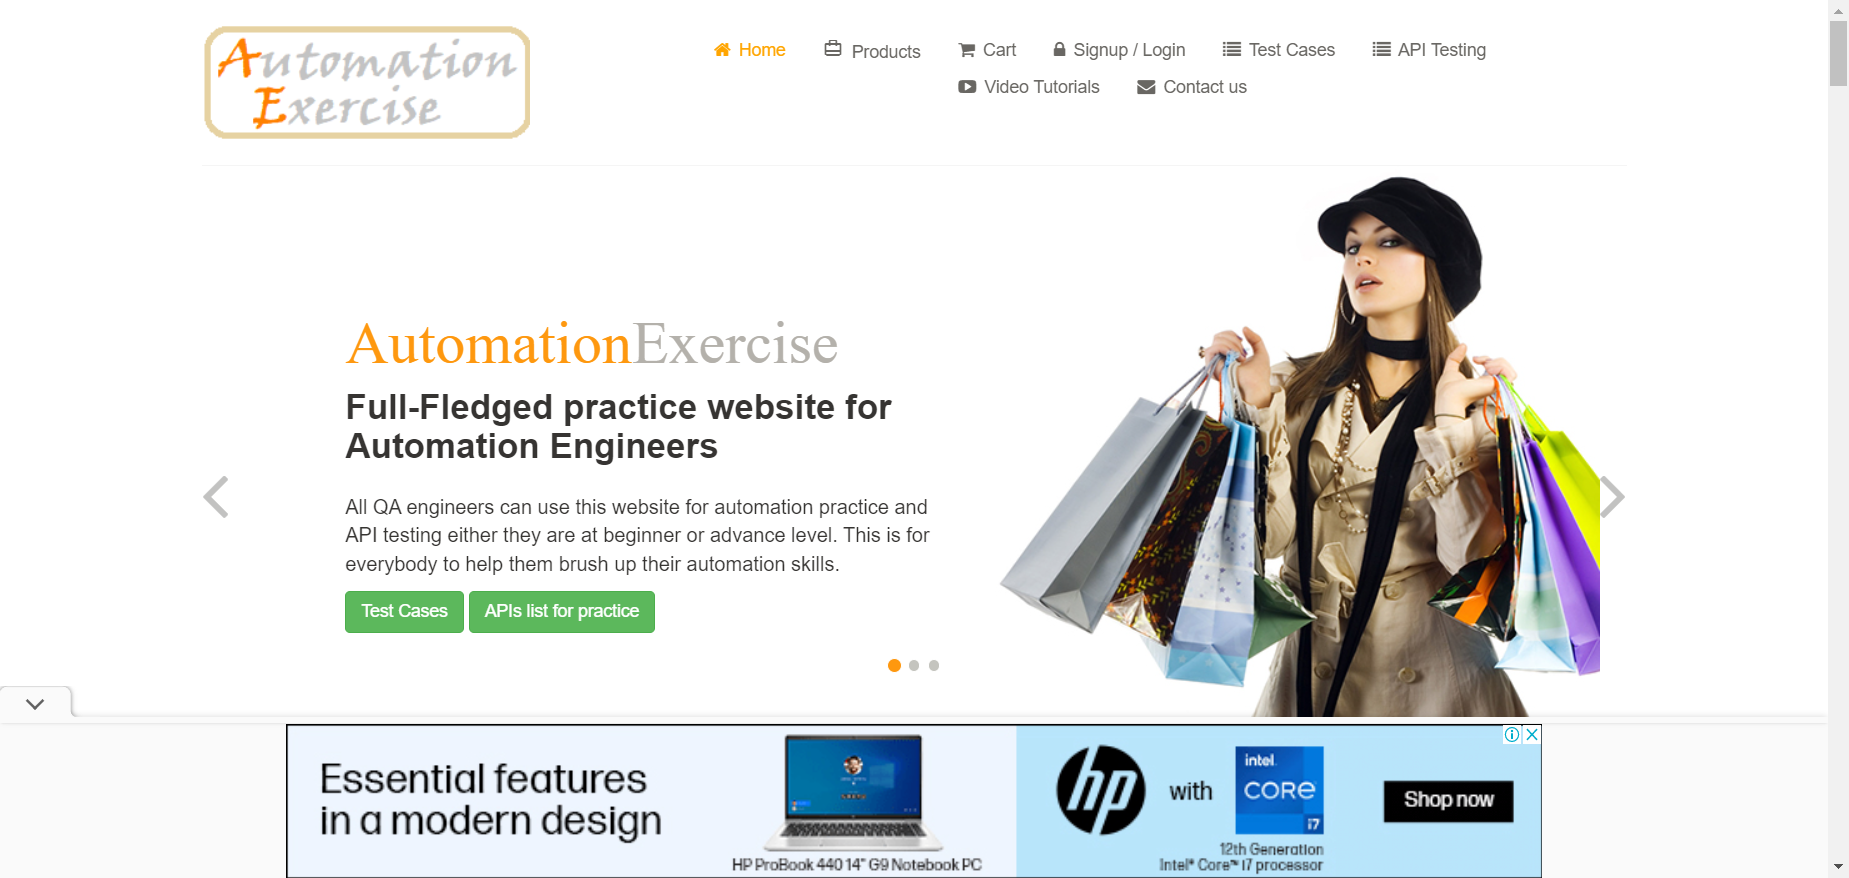 Automation
Exercise
Home
Products
Cart
Signup / Login
Test Cases
API Testing
Video Tutorials
Contact us
AutomationExercise
Full-Fledged practice website for
Automation Engineers
All QA engineers can use this website for automation practice and
API testing either they are at beginner or advance level. This is for
everybody to help them brush up their automation skills.
Test Cases
APIs list for practice
Essential features
in a modern design
HP ProBook 440 14" G9 Notebook PC
hp
with
intel
CORE
i7
12th Generation
Intel® Core™ i7 processor
Shop now